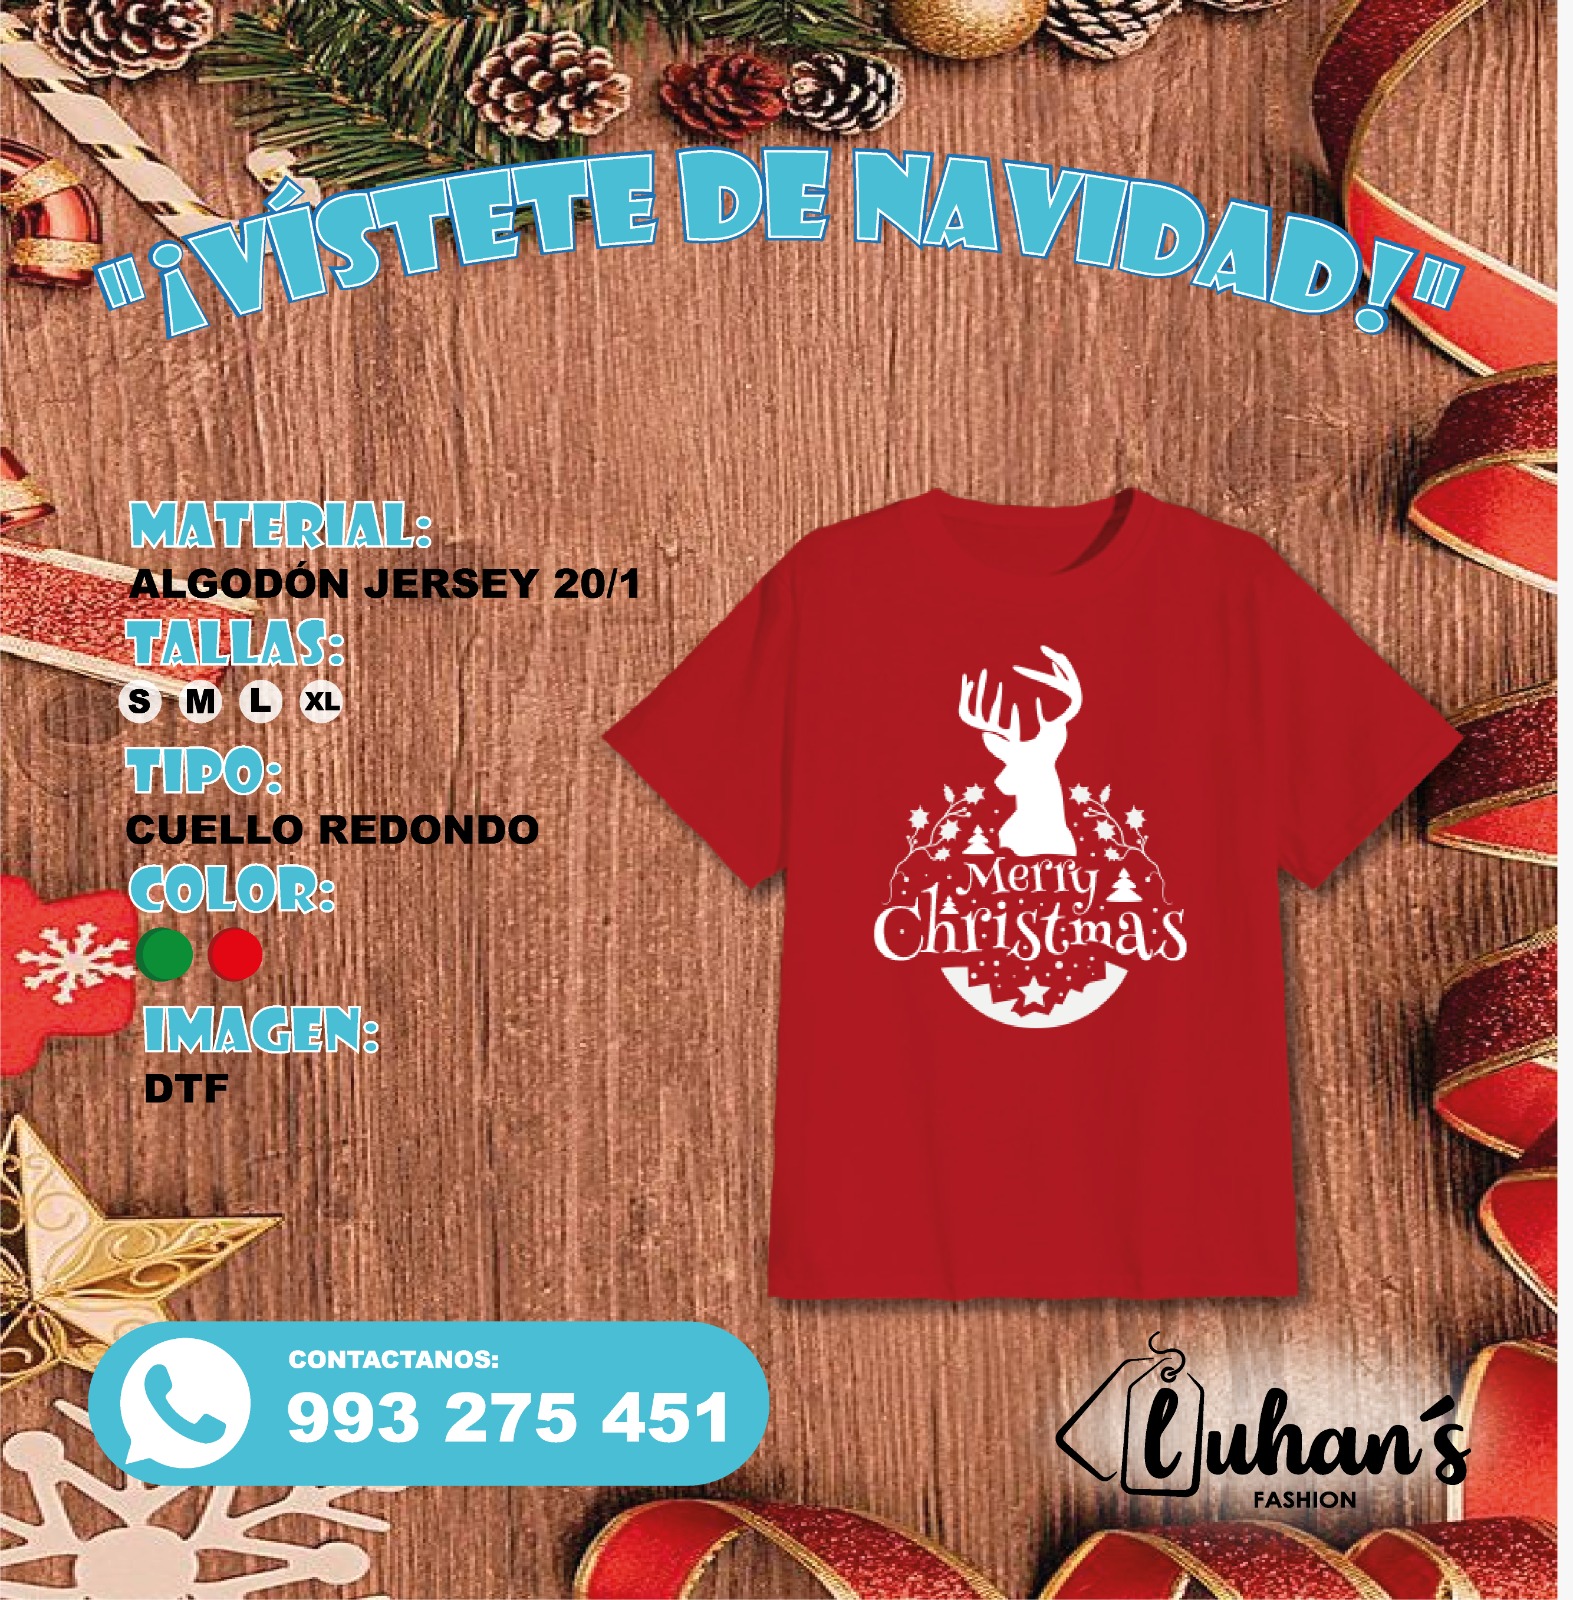 "¡VÍSTETE DE NAVIDAD!"
MATERIAL:
ALGODÓN JERSEY 20/1
TALLAS:
S M L XL
TIPO:
CUELLO REDONDO
COLOR:
IMAGEN:
DTF
Merry
Christmas
CONTACTANOS:
993 275 451
Luhan´s
FASHION